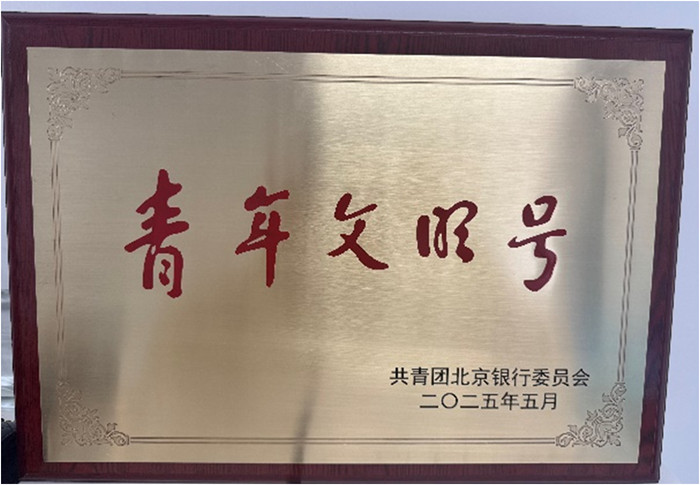 青年文明号
共青团北京银行委员会
二〇二五年五月